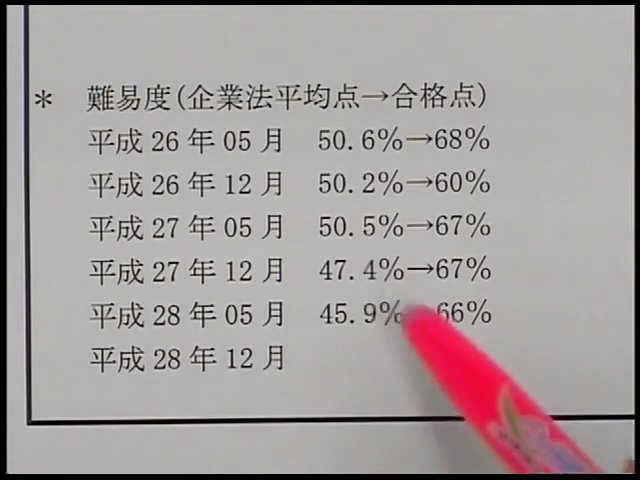 * 難易度(企業法平均点→合格点)
平成 26 年 05 月 50.6%→68%
平成 26 年 12 月 50.2%→60%
平成 27 年 05 月 50.5%→67%
平成 27 年 12 月 47.4%→67%
平成 28 年 05 月 45.9% 66%
平成 28 年 12 月